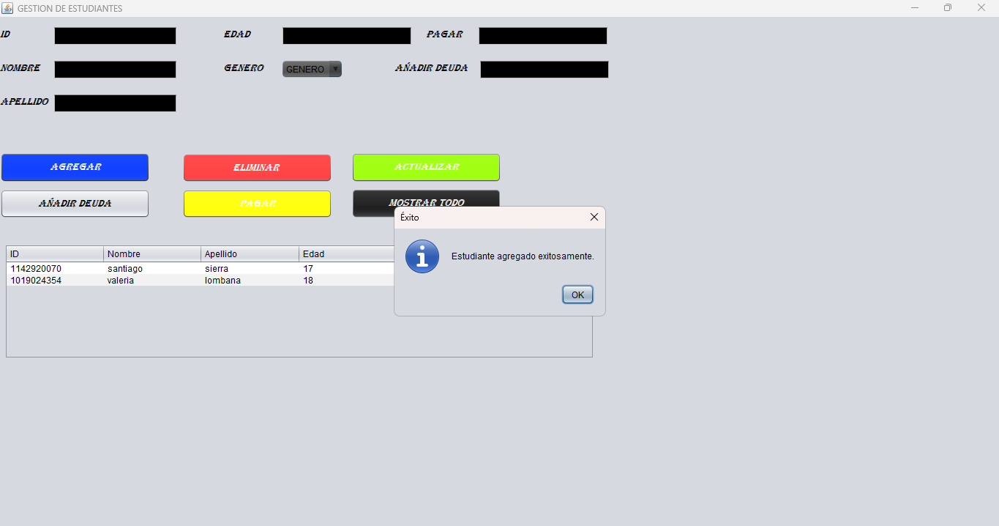 GESTION DE ESTUDIANTES
ID EDAD PAGAR
NOMBRE GENERO GENERO AÑADIR DEUDA
APELLIDO
AGREGAR ELIMINAR ACTUALIZAR
AÑADIR DEUDA PAGAR MOSTRAR TODO
Éxito
Estudiante agregado exitosamente.
OK
ID Nombre Apellido Edad
1142920070 santiago sierra 17
1019024354 valeria lombana 18